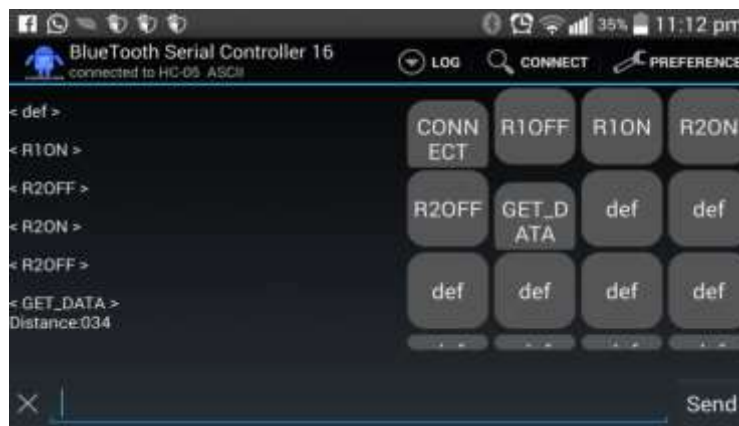 35% 11:12 pm
BlueTooth Serial Controller 16
connected to HC-05 ASCII
LOG
CONNECT
PREFERENCE
< def >
< R1ON >
< R2OFF >
< R2ON >
< R2OFF >
< GET_DATA >
Distance:034
CONN
ECT
R1OFF
R1ON
R2ON
R2OFF
GET_D
ATA
def
def
def
def
def
def
Send